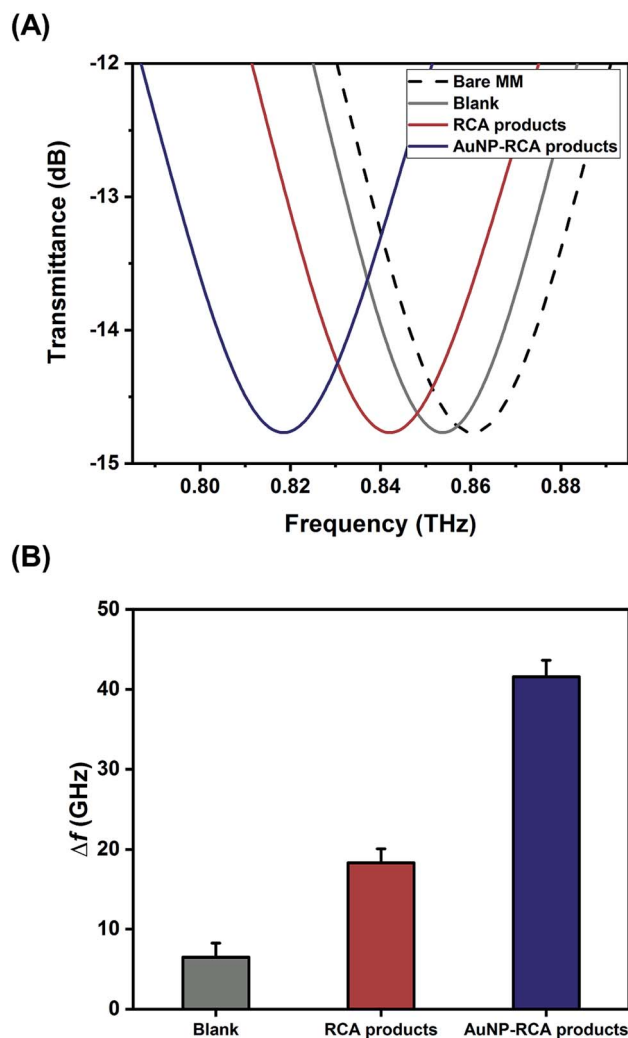 (A)
-12
-13
-14
-15
Transmittance (dB)
Bare MM
Blank
RCA products
AuNP-RCA products
0.80 0.82 0.84 0.86 0.88
Frequency (THz)
(B)
50
40
30
20
10
0
Δf (GHz)
Blank RCA products AuNP-RCA products